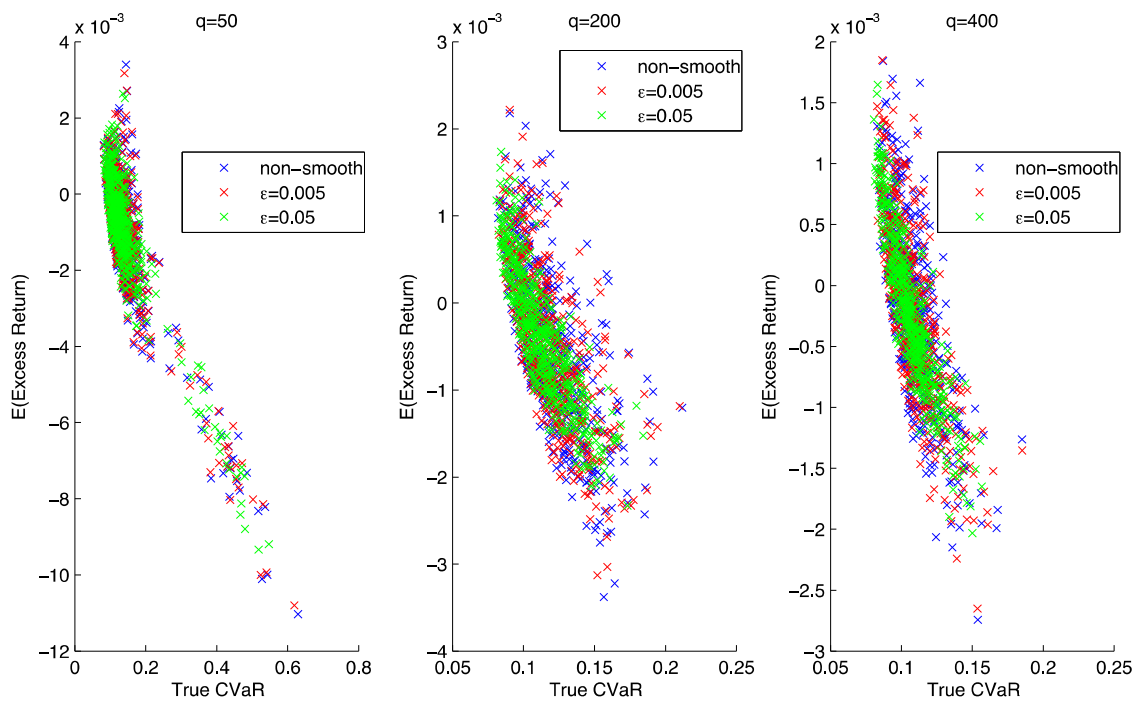 x 10⁻³
q=50
4
2
0
−2
−4
−6
−8
−10
−12
0
0.2
0.4
0.6
0.8
True CVaR
E(Excess Return)
non−smooth
ε=0.005
ε=0.05
x 10⁻³
q=200
3
2
1
0
−1
−2
−3
−4
0.05
0.1
0.15
0.2
0.25
True CVaR
E(Excess Return)
non−smooth
ε=0.005
ε=0.05
x 10⁻³
q=400
2
1.5
1
0.5
0
−0.5
−1
−1.5
−2
−2.5
−3
0.05
0.1
0.15
0.2
0.25
True CVaR
E(Excess Return)
non−smooth
ε=0.005
ε=0.05